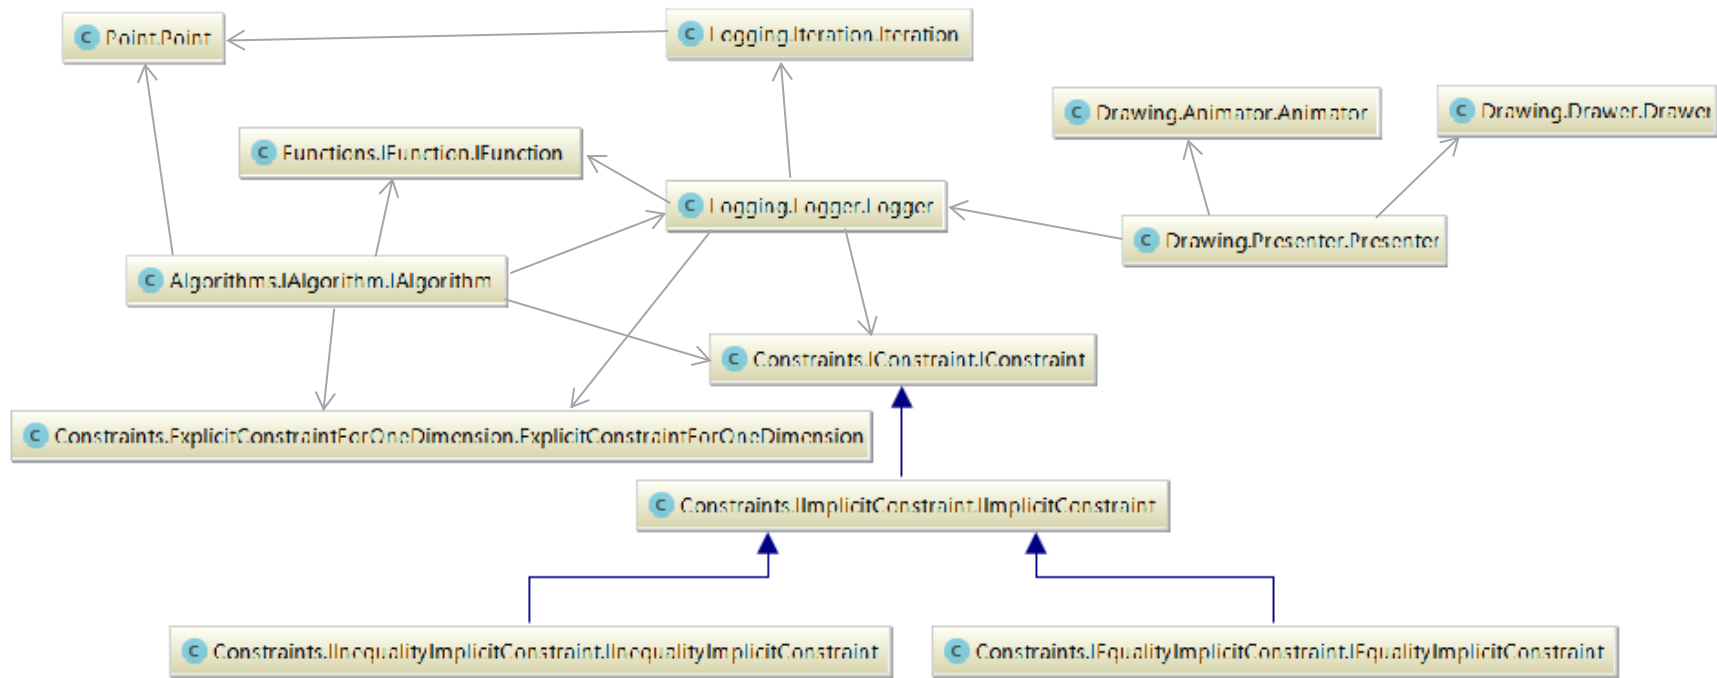 C Point.Point
C Logging.Iteration.Iteration
C Drawing.Animator.Animator
C Drawing.Drawer.Drawer
C Functions.IFunction.IFunction
C Logging.Logger.Logger
C Drawing.Presenter.Presenter
C Algorithms.IAlgorithm.IAlgorithm
C Constraints.IConstraint.IConstraint
C Constraints.ExplicitConstraintForOneDimension.ExplicitConstraintForOneDimension
C Constraints.IImplicitConstraint.IImplicitConstraint
C Constraints.IInequalityImplicitConstraint.IInequalityImplicitConstraint
C Constraints.IEqualityImplicitConstraint.IEqualityImplicitConstraint